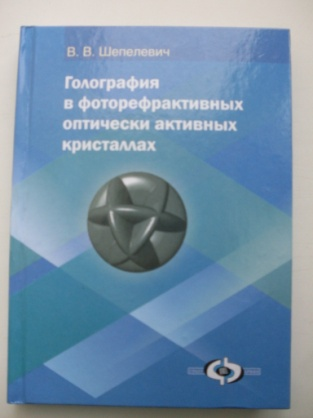 В. В. Шепелевич
Голография
в фоторефрактивных
оптически активных
кристаллах